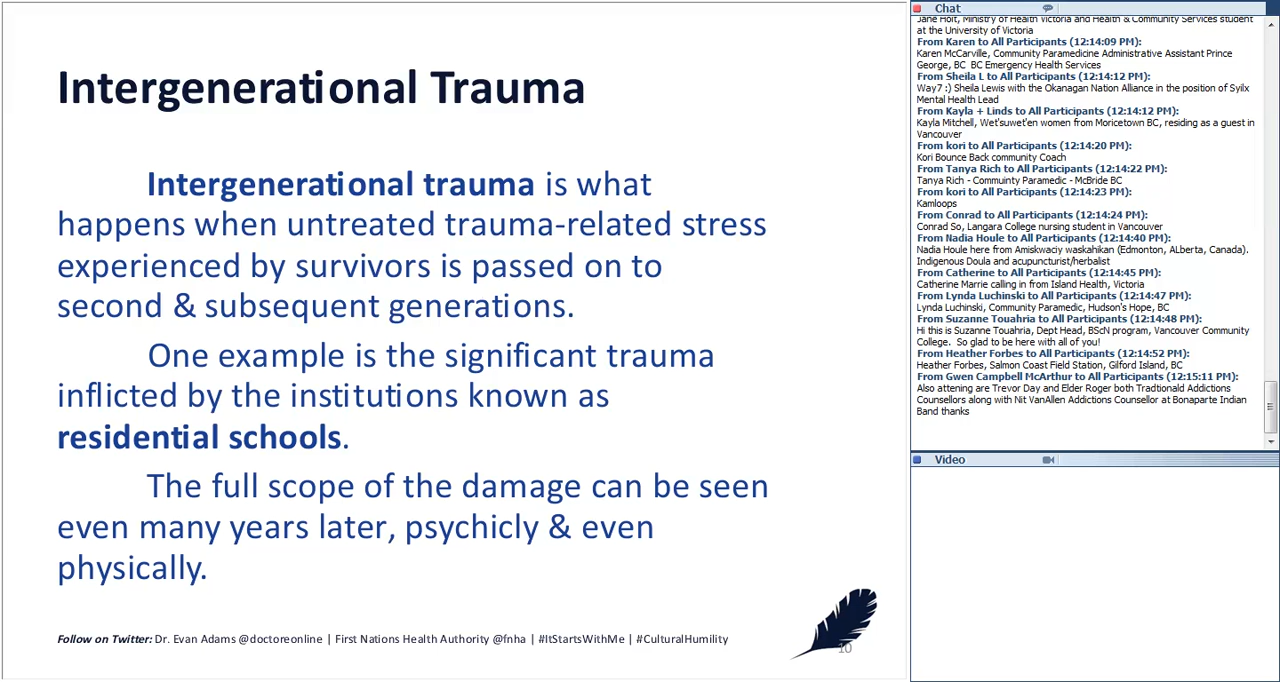 Intergenerational Trauma
Intergenerational trauma is what
happens when untreated trauma-related stress
experienced by survivors is passed on to
second & subsequent generations.
One example is the significant trauma
inflicted by the institutions known as
residential schools.
The full scope of the damage can be seen
even many years later, psychicly & even
physically.
Follow on Twitter: Dr. Evan Adams @doctoreonline | First Nations Health Authority @fnha | #ItStartsWithMe | #CulturalHumility
10
Chat
Jane Holt, Ministry of Health Victoria and Health & Community Services student
at the University of Victoria
From Karen to All Participants (12:14:09 PM):
Karen McCarville, Community Paramedicine Administrative Assistant Prince
George, BC  BC Emergency Health Services
From Sheila L to All Participants (12:14:12 PM):
Way7 :) Sheila Lewis with the Okanagan Nation Alliance in the position of Syilx
Mental Health Lead
From Kayla + Linds to All Participants (12:14:12 PM):
Kayla Mitchell, Wet'suwet'en women from Moricetown BC, residing as a guest in
Vancouver
From kori to All Participants (12:14:20 PM):
Kori Bounce Back community Coach
From Tanya Rich to All Participants (12:14:22 PM):
Tanya Rich - Commuinty Paramedic - McBride BC
From kori to All Participants (12:14:23 PM):
Kamloops
From Conrad to All Participants (12:14:24 PM):
Conrad So, Langara College nursing student in Vancouver
From Nadia Houle to All Participants (12:14:40 PM):
Nadia Houle here from Amiskwaciy waskahikan (Edmonton, ALberta, Canada).
Indigenous Doula and acupuncturist/herbalist
From Catherine to All Participants (12:14:45 PM):
Catherine Marrie calling in from Island Health, Victoria
From Lynda Luchinski to All Participants (12:14:47 PM):
Lynda Luchinski, Community Paramedic, Hudson's Hope, BC
From Suzanne Touahria to All Participants (12:14:48 PM):
Hi this is Suzanne Touahria, Dept Head, BScN program, Vancouver Community
College.  So glad to be here with all of you!
From Heather Forbes to All Participants (12:14:52 PM):
Heather Forbes, Salmon Coast Field Station, Gilford Island, BC
From Gwen Campbell McArthur to All Participants (12:15:11 PM):
Also attening are Trevor Day and Elder Roger both Tradtionald Addictions
Counsellors along with Nit VanAllen Addictions Counsellor at Bonaparte Indian
Band thanks
Video